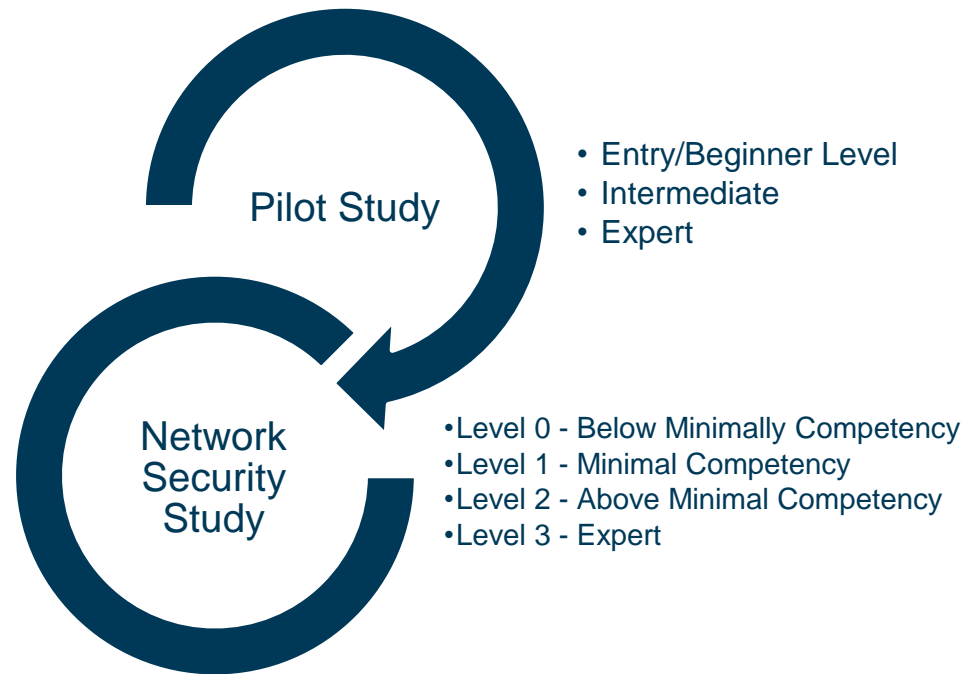 Pilot Study
• Entry/Beginner Level
• Intermediate
• Expert
Network
Security
Study
•Level 0 - Below Minimally Competency
•Level 1 - Minimal Competency
•Level 2 - Above Minimal Competency
•Level 3 - Expert